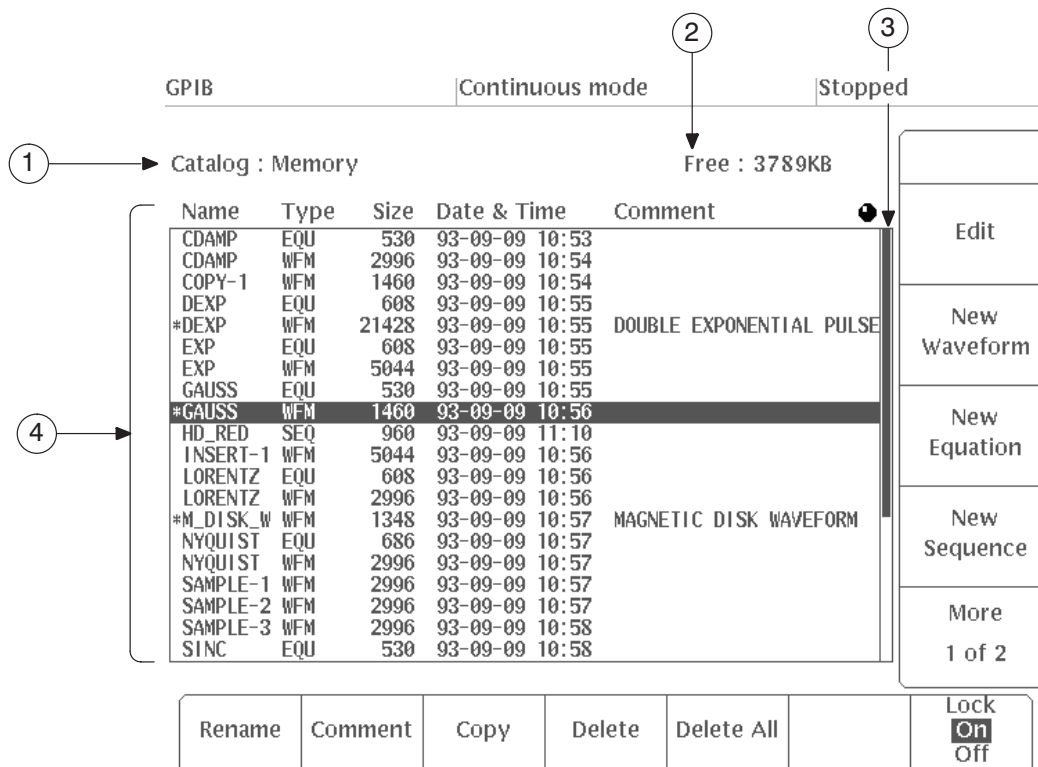 2 3
GPIB Continuous mode Stopped
1 Catalog : Memory Free : 3789KB
Name Type Size Date & Time Comment
CDAMP EQU 530 93-09-09 10:53
CDAMP WFM 2996 93-09-09 10:54
COPY-1 WFM 1460 93-09-09 10:54
DEXP EQU 608 93-09-09 10:55
*DEXP WFM 21428 93-09-09 10:55 DOUBLE EXPONENTIAL PULSE
EXP EQU 608 93-09-09 10:55
EXP WFM 5044 93-09-09 10:55
GAUSS EQU 530 93-09-09 10:55
*GAUSS WFM 1460 93-09-09 10:56
HD_RED SEQ 960 93-09-09 11:10
INSERT-1 WFM 5044 93-09-09 10:56
LORENTZ EQU 608 93-09-09 10:56
LORENTZ WFM 2996 93-09-09 10:56
*M_DISK_W WFM 1348 93-09-09 10:57 MAGNETIC DISK WAVEFORM
NYQUIST EQU 686 93-09-09 10:57
NYQUIST WFM 2996 93-09-09 10:57
SAMPLE-1 WFM 2996 93-09-09 10:57
SAMPLE-2 WFM 2996 93-09-09 10:57
SAMPLE-3 WFM 2996 93-09-09 10:58
SINC EQU 530 93-09-09 10:58
4
Edit
New
Waveform
New
Equation
New
Sequence
More
1 of 2
Rename Comment Copy Delete Delete All
Lock
On
Off